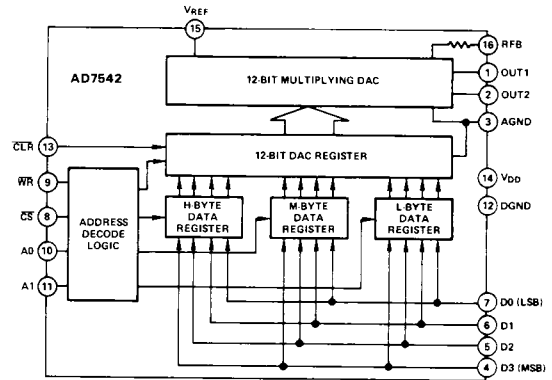 VREF
15
AD7542
RFB
16
12-BIT MULTIPLYING DAC
1 OUT1
2 OUT2
3 AGND
CLR 13
12-BIT DAC REGISTER
WR 9
14 VDD
CS 8
12 DGND
ADDRESS
DECODE
LOGIC
H-BYTE
DATA
REGISTER
M-BYTE
DATA
REGISTER
L-BYTE
DATA
REGISTER
A0 10
A1 11
7 D0 (LSB)
6 D1
5 D2
4 D3 (MSB)